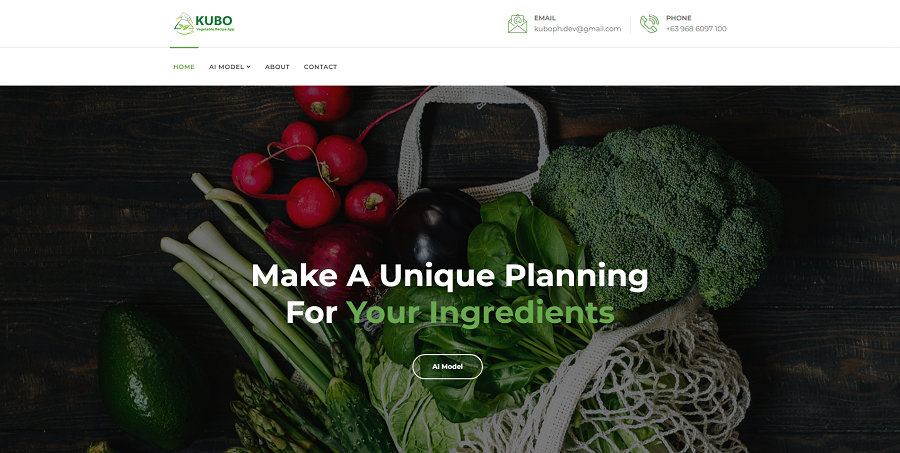 KUBO
Vegetable Recipe App
EMAIL
kuboph.dev@gmail.com
PHONE
+63 968 6097 100
HOME
AI MODEL
ABOUT
CONTACT
Make A Unique Planning
For Your Ingredients
AI Model